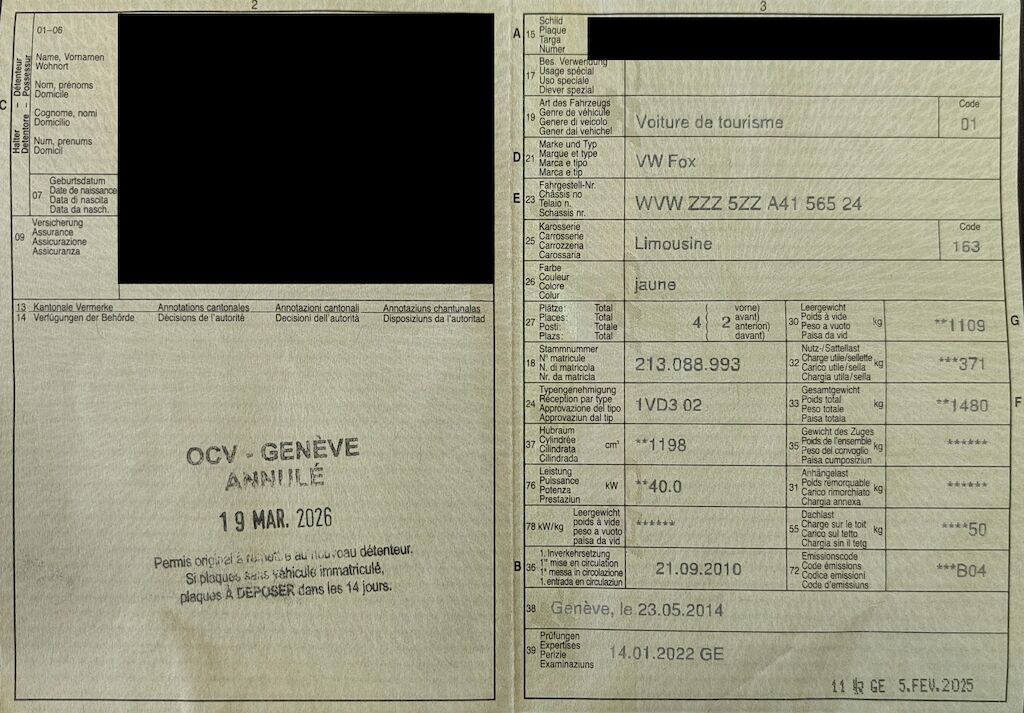 2
01–06
Halter – Détenteur
Detentore – Possessur
Name, Vornamen
Wohnort
Nom, prénoms
Domicile
Cognome, nomi
Domicilio
Num, prenums
Domicil
C
07
Geburtsdatum
Date de naissance
Data di nascita
Data da nasch.
09
Versicherung
Assurance
Assicurazione
Assicuranza
13 Kantonale Vermerke Annotations cantonales Annotazioni cantonali Annotaziuns chantunalas
14 Verfügungen der Behörde Décisions de l'autorité Decisioni dell'autorità Disposiziuns da l'autoritad
OCV - GENÈVE
ANNULÉ
19 MAR. 2026
Permis original à remettre au nouveau détenteur.
Si plaques sans véhicule immatriculé,
plaques À DÉPOSER dans les 14 jours.
3
A 15
Schild
Plaque
Targa
Numer
17
Bes. Verwendung
Usage spécial
Uso speciale
Diever spezial
19
Art des Fahrzeugs
Genre de véhicule
Genere di veicolo
Gener dal vehichel
Voiture de tourisme
Code
01
D 21
Marke und Typ
Marque et type
Marca e tipo
Marca e tip
VW Fox
E 23
Fahrgestell-Nr.
Châssis no
Telaio n.
Schassis nr.
WVW ZZZ 5ZZ A41 565 24
25
Karosserie
Carrosserie
Carrozzeria
Carossaria
Limousine
Code
163
26
Farbe
Couleur
Colore
Colur
jaune
27
Plätze: Total
Places: Total
Posti: Totale
Plazs: Total
4 { 2
vorne)
avant)
anteriori)
davant)
30
Leergewicht
Poids à vide
Peso a vuoto
Paisa da vid
kg
**1109
G
18
Stammnummer
N° matricule
N. di matricola
Nr. da matricla
213.088.993
32
Nutz-/Sattellast
Charge utile/sellette
Carico utile/sella
Chargia utila/sella
kg
***371
24
Typengenehmigung
Réception par type
Approvazione del tipo
Approvaziun dal tip
1VD3 02
33
Gesamtgewicht
Poids total
Peso totale
Paisa totala
kg
**1480
F
37
Hubraum
Cylindrée
Cilindrata
Cilindrada
cm³
**1198
35
Gewicht des Zuges
Poids de l'ensemble
Peso del convoglio
Paisa cumposiziun
kg
******
76
Leistung
Puissance
Potenza
Prestaziun
kW
**40.0
31
Anhängelast
Poids remorquable
Carico rimorchiato
Chargia annexa
kg
******
78 kW/kg
Leergewicht
poids à vide
peso a vuoto
paisa da vid
******
55
Dachlast
Charge sur le toit
Carico sul tetto
Chargia sin il tetg
kg
****50
B 36
1. Inverkehrsetzung
1re mise en circulation
1a messa in circolazione
1. entrada en circulaziun
21.09.2010
72
Emissionscode
Code émissions
Codice emissioni
Code d'emissiuns
***B04
38
Genève, le 23.05.2014
39
Prüfungen
Expertises
Perizie
Examinaziuns
14.01.2022 GE
11 GE 5.FEV.2025